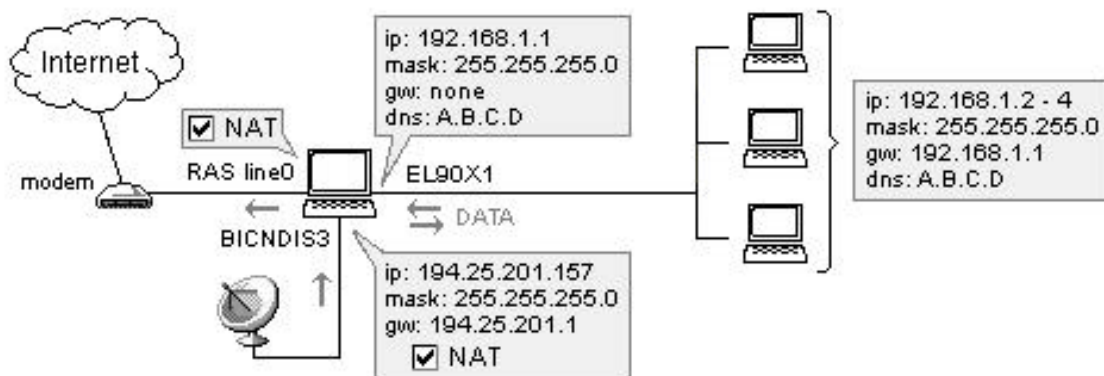 Internet
modem
NAT
RAS line0
ip: 192.168.1.1
mask: 255.255.255.0
gw: none
dns: A.B.C.D
EL90X1
DATA
BICNDIS3
ip: 194.25.201.157
mask: 255.255.255.0
gw: 194.25.201.1
NAT
ip: 192.168.1.2 - 4
mask: 255.255.255.0
gw: 192.168.1.1
dns: A.B.C.D